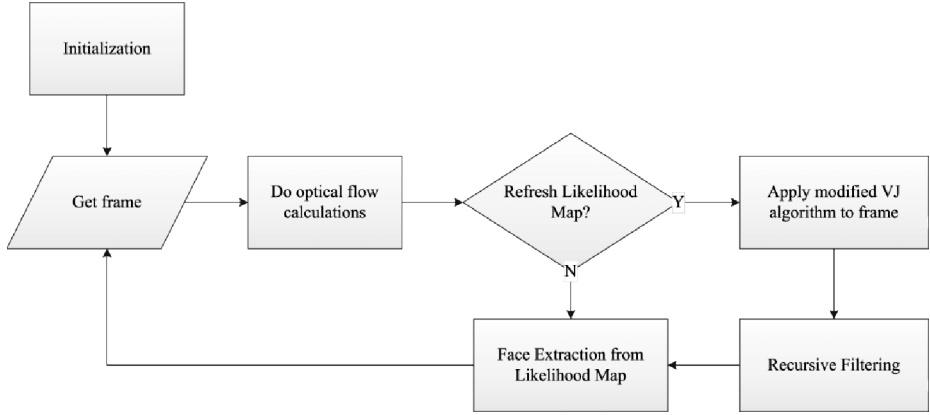 Initialization
Get frame
Do optical flow
calculations
Refresh Likelihood
Map?
Y
Apply modified VJ
algorithm to frame
N
Face Extraction from
Likelihood Map
Recursive Filtering